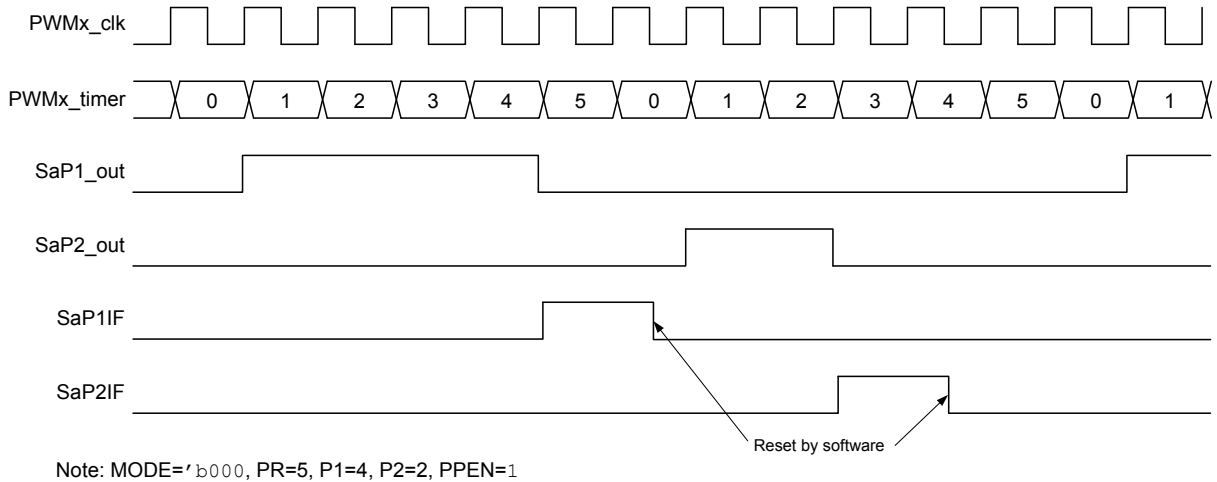 PWMx_clk
PWMx_timer 0 1 2 3 4 5 0 1 2 3 4 5 0 1
SaP1_out
SaP2_out
SaP1IF
SaP2IF
Reset by software
Note: MODE='b000, PR=5, P1=4, P2=2, PPEN=1